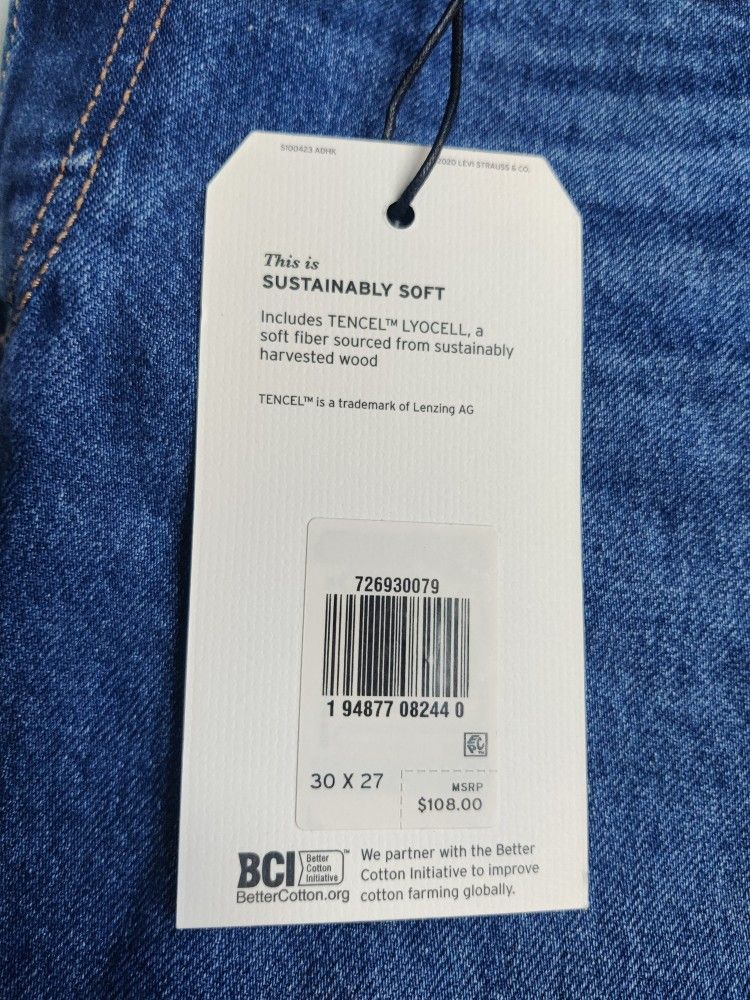 S100423 ADHK
2020 LEVI STRAUSS & CO.
This is
SUSTAINABLY SOFT
Includes TENCEL™ LYOCELL, a
soft fiber sourced from sustainably
harvested wood
TENCEL™ is a trademark of Lenzing AG
726930079
1 94877 08244 0
30 X 27
MSRP
$108.00
BCI Better Cotton Initiative™
BetterCotton.org
We partner with the Better
Cotton Initiative to improve
cotton farming globally.